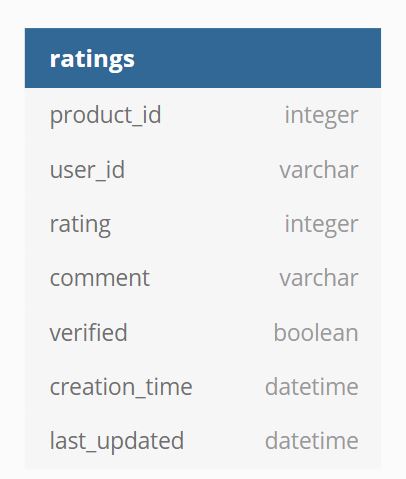 ratings
product_id integer
user_id varchar
rating integer
comment varchar
verified boolean
creation_time datetime
last_updated datetime